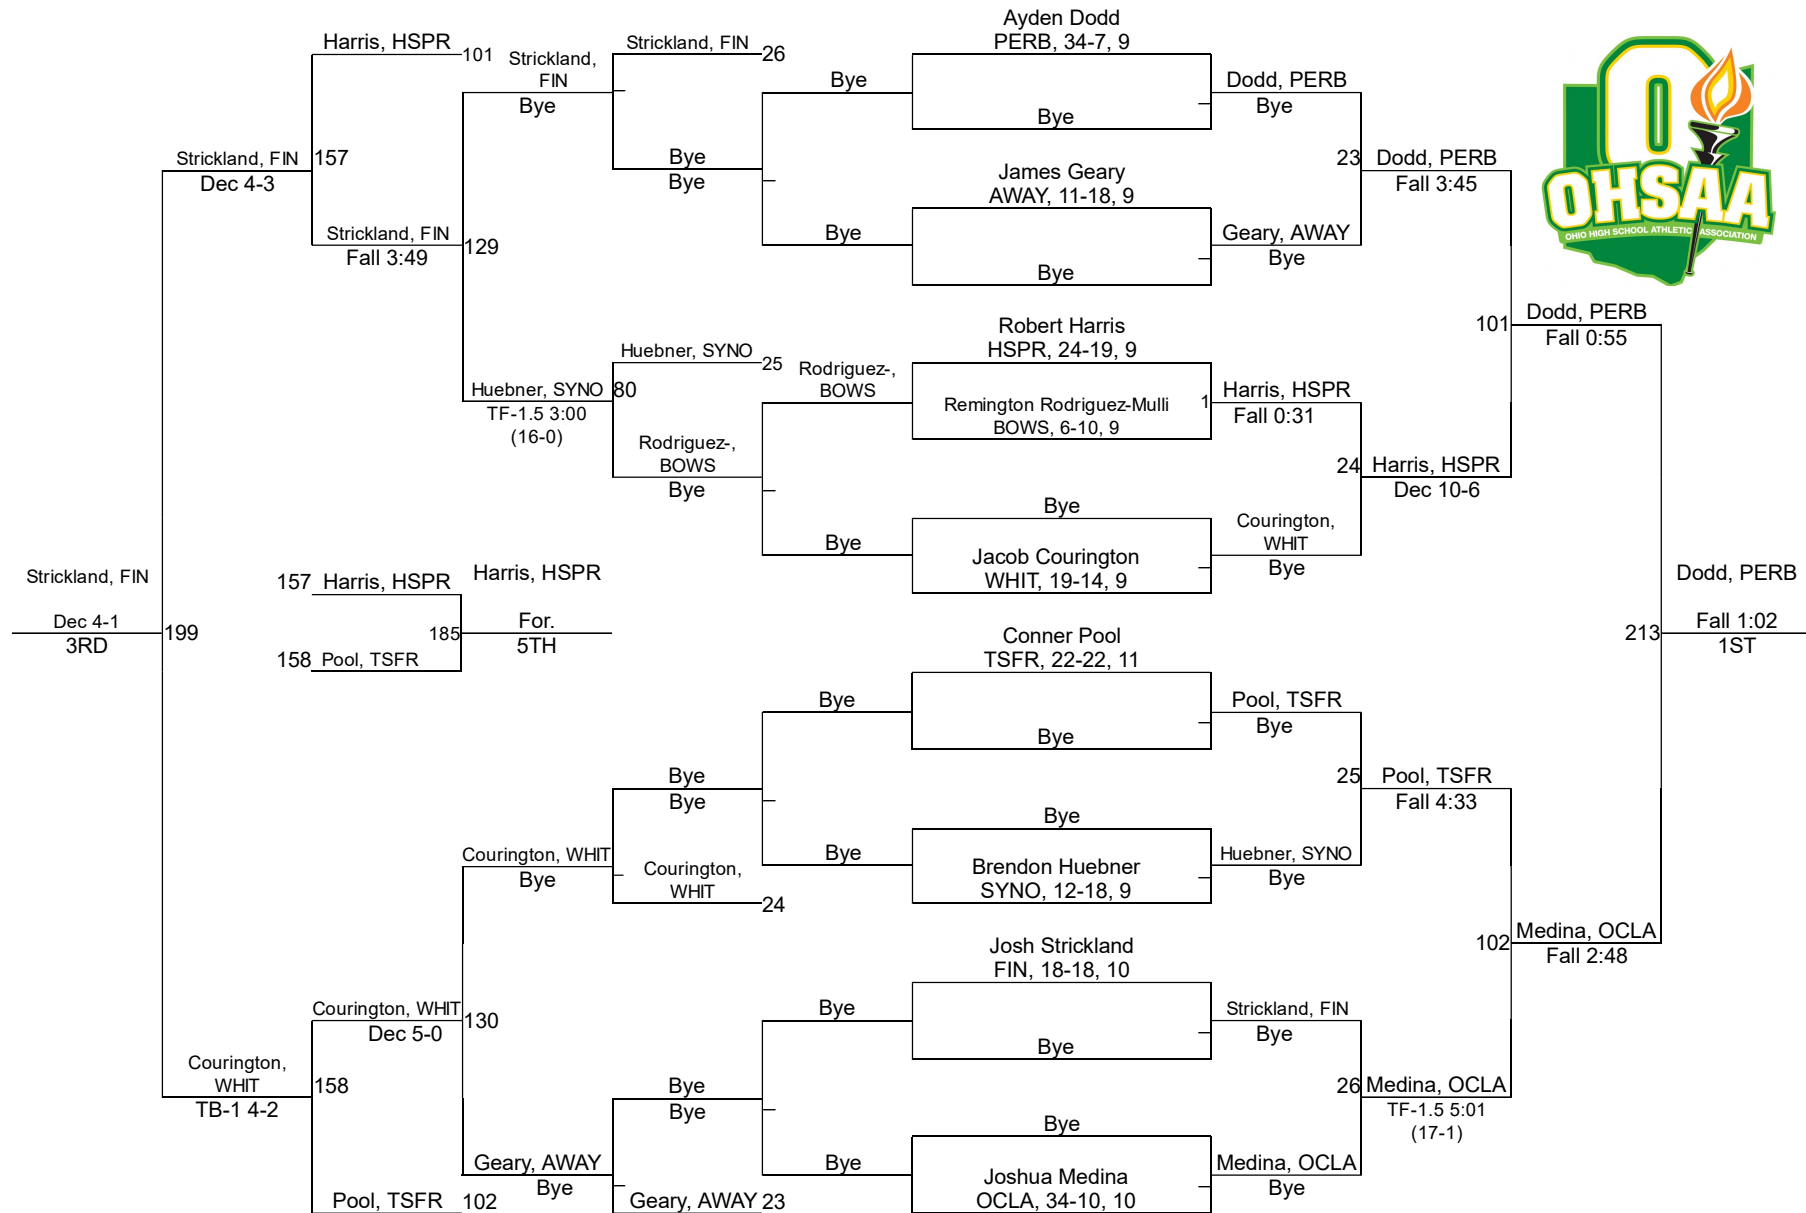 Harris, HSPR
101
Strickland, FIN
157
Dec 4-3
Strickland, FIN
129
Fall 3:49
Strickland,
FIN
Bye
Huebner, SYNO
80
TF-1.5 3:00
(16-0)
Strickland, FIN
26
Bye
Bye
Huebner, SYNO
25
Rodriguez-,
BOWS
Bye
Bye
Bye
Rodriguez-,
BOWS
Bye
Ayden Dodd
PERB, 34-7, 9
Bye
James Geary
AWAY, 11-18, 9
Bye
Robert Harris
HSPR, 24-19, 9
Remington Rodriguez-Mulli
BOWS, 6-10, 9
1
Bye
Jacob Courington
WHIT, 19-14, 9
Dodd, PERB
Bye
Geary, AWAY
Bye
Harris, HSPR
Fall 0:31
Courington,
WHIT
Bye
23
Dodd, PERB
Fall 3:45
24
Harris, HSPR
Dec 10-6
101
Dodd, PERB
Fall 0:55
O
OHSAA
OHIO HIGH SCHOOL ATHLETIC ASSOCIATION
Strickland, FIN
Dec 4-1
3RD
199
157
Harris, HSPR
158
Pool, TSFR
185
Harris, HSPR
For.
5TH
Dodd, PERB
213
Fall 1:02
1ST
Courington,
WHIT
158
TB-1 4-2
Courington, WHIT
130
Dec 5-0
Pool, TSFR
102
Courington, WHIT
Bye
Geary, AWAY
Bye
Bye
Bye
Courington,
WHIT
24
Bye
Bye
Geary, AWAY
23
Bye
Bye
Bye
Bye
Conner Pool
TSFR, 22-22, 11
Bye
Bye
Brendon Huebner
SYNO, 12-18, 9
Josh Strickland
FIN, 18-18, 10
Bye
Bye
Joshua Medina
OCLA, 34-10, 10
Pool, TSFR
Bye
Huebner, SYNO
Bye
Strickland, FIN
Bye
Medina, OCLA
Bye
25
Pool, TSFR
Fall 4:33
26
Medina, OCLA
TF-1.5 5:01
(17-1)
102
Medina, OCLA
Fall 2:48